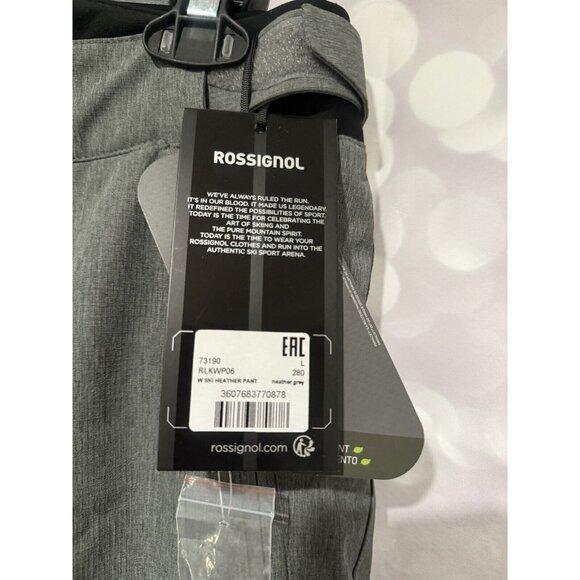 ROSSIGNOL
WE'VE ALWAYS RULED THE RUN.
IT'S IN OUR BLOOD. IT MADE US LEGENDARY.
IT REDEFINED THE POSSIBILITIES OF SPORT.
TODAY IS THE TIME FOR CELEBRATING THE
ART OF SKIING AND
THE PURE MOUNTAIN SPIRIT.
TODAY IS THE TIME TO WEAR YOUR
ROSSIGNOL CLOTHES AND RUN INTO THE
AUTHENTIC SKI SPORT ARENA.
EAC
73190 L
RLKWP06 280
W SKI HEATHER PANT heather grey
3607683770878
rossignol.com
NT
ENTO